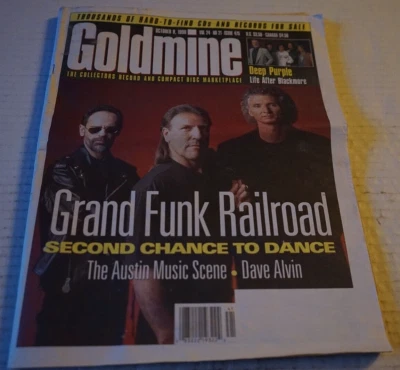 THOUSANDS OF HARD-TO-FIND CDs AND RECORDS FOR SALE
Goldmine
THE COLLECTORS RECORD AND COMPACT DISC MARKETPLACE
Deep Purple
Life After Blackmore
Grand Funk Railroad
SECOND CHANCE TO DANCE
The Austin Music Scene • Dave Alvin